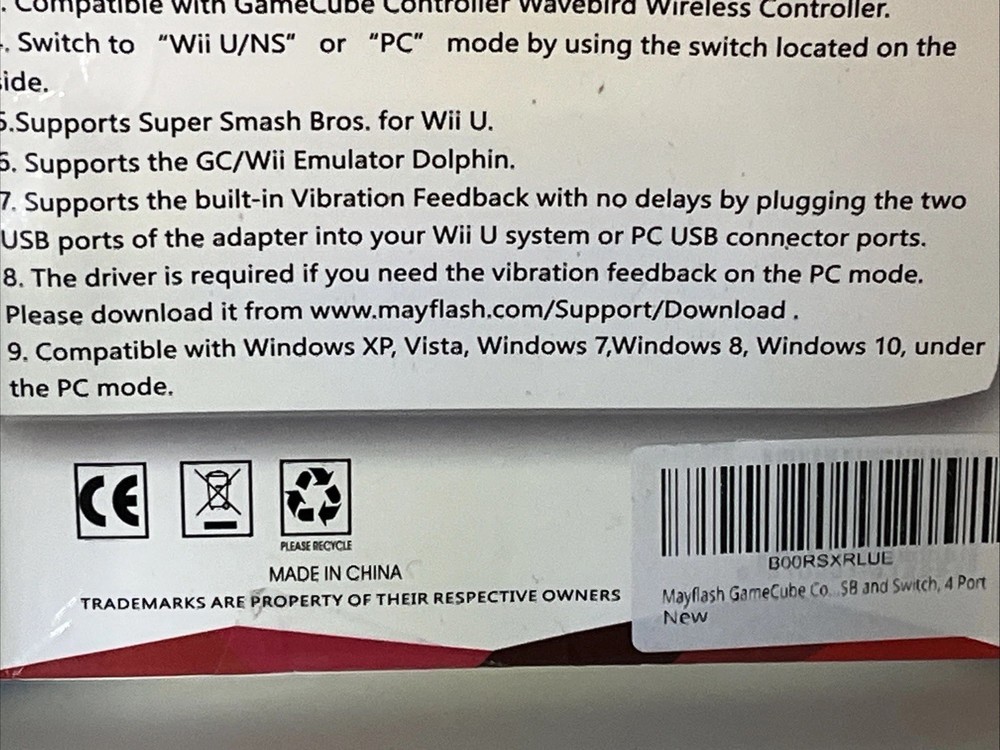 . Compatible with GameCube Controller Wavebird Wireless Controller.
. Switch to “Wii U/NS” or “PC” mode by using the switch located on the
side.
5.Supports Super Smash Bros. for Wii U.
6. Supports the GC/Wii Emulator Dolphin.
7. Supports the built-in Vibration Feedback with no delays by plugging the two
USB ports of the adapter into your Wii U system or PC USB connector ports.
8. The driver is required if you need the vibration feedback on the PC mode.
Please download it from www.mayflash.com/Support/Download .
9. Compatible with Windows XP, Vista, Windows 7,Windows 8, Windows 10, under
the PC mode.
CE
PLEASE RECYCLE
MADE IN CHINA
TRADEMARKS ARE PROPERTY OF THEIR RESPECTIVE OWNERS
B00RSXRLUE
Mayflash GameCube Co...SB and Switch, 4 Port
New